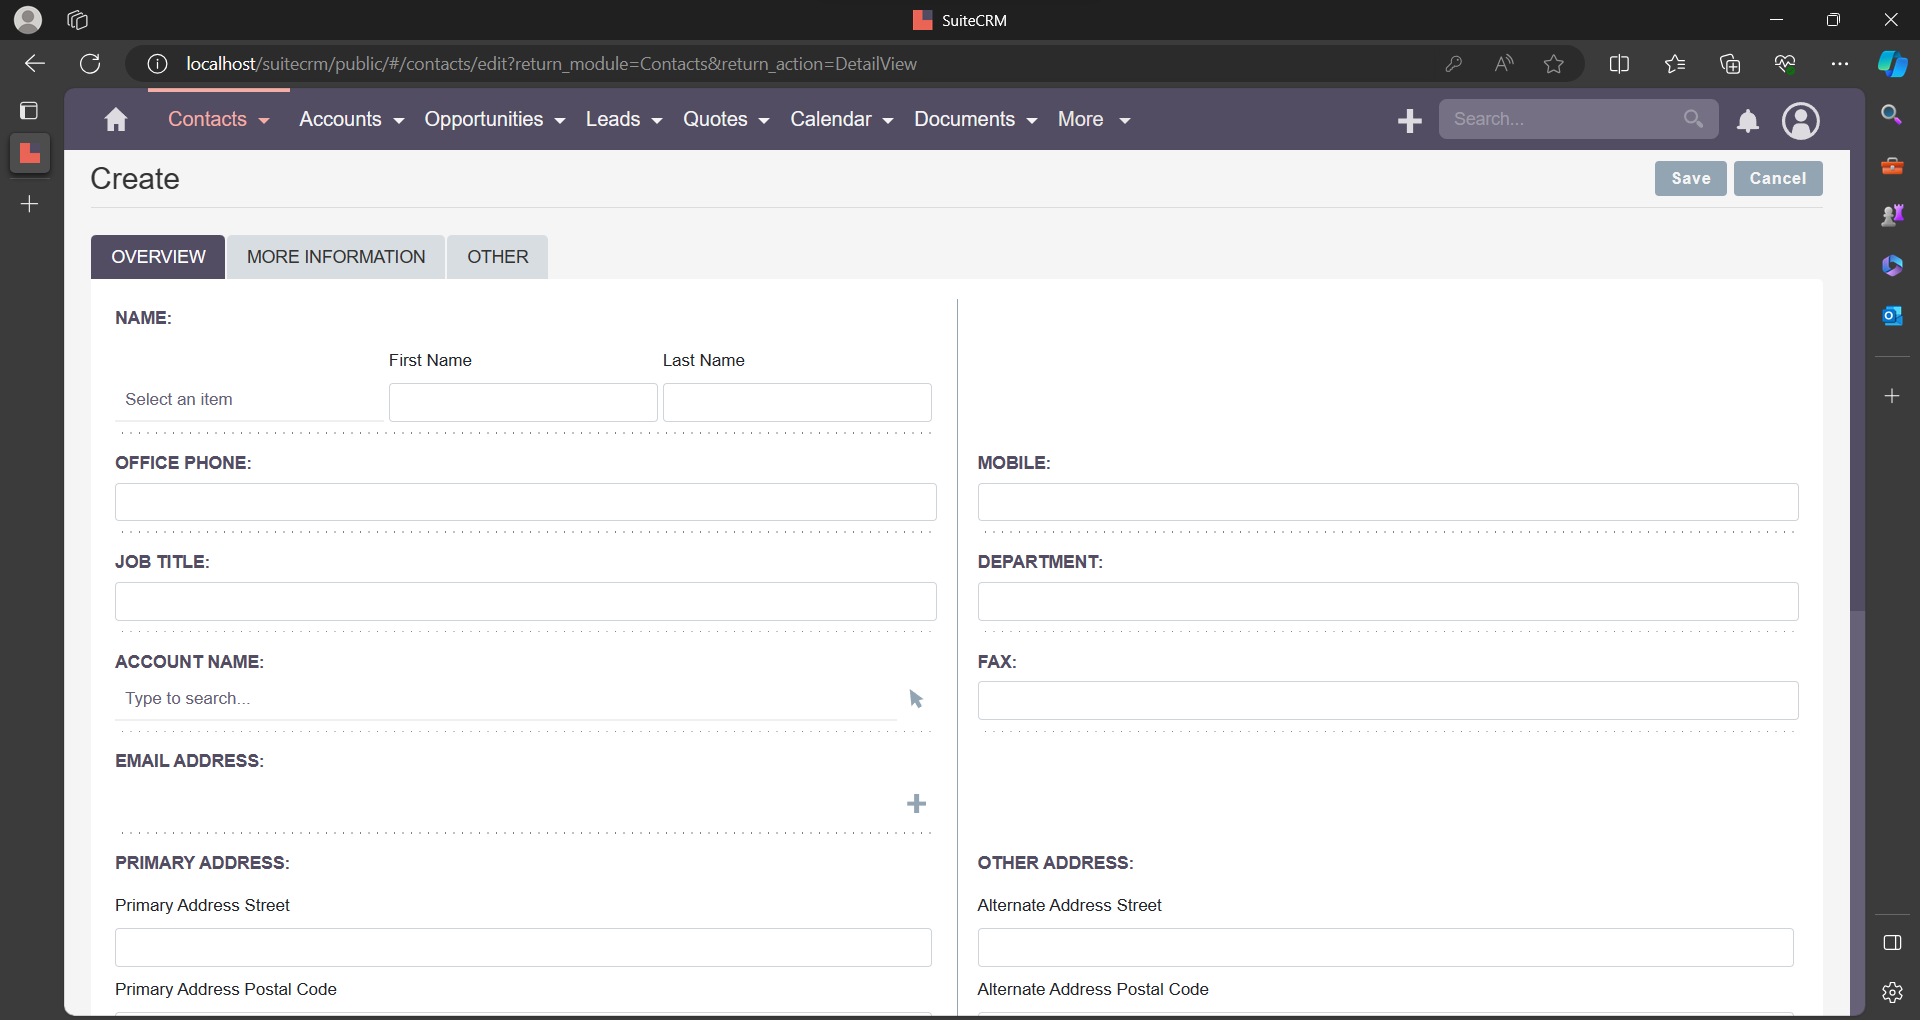 SuiteCRM
localhost/suitecrm/public/#/contacts/edit?return_module=Contacts&return_action=DetailView
Contacts Accounts Opportunities Leads Quotes Calendar Documents More Search...
Create Save Cancel
OVERVIEW MORE INFORMATION OTHER
NAME:
First Name Last Name
Select an item
OFFICE PHONE: MOBILE:
JOB TITLE: DEPARTMENT:
ACCOUNT NAME: FAX:
Type to search...
EMAIL ADDRESS:
PRIMARY ADDRESS: OTHER ADDRESS:
Primary Address Street Alternate Address Street
Primary Address Postal Code Alternate Address Postal Code